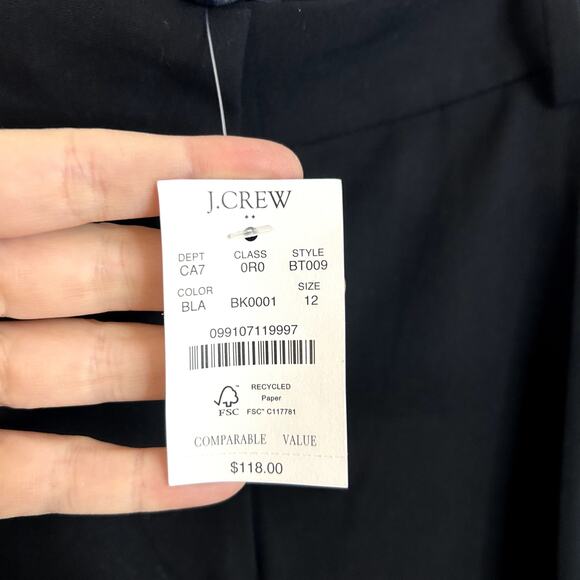 J.CREW
**
DEPT CLASS STYLE
CA7 0R0 BT009
COLOR SIZE
BLA BK0001 12
099107119997
RECYCLED
Paper
FSC™ FSC® C117781
COMPARABLE VALUE
$118.00